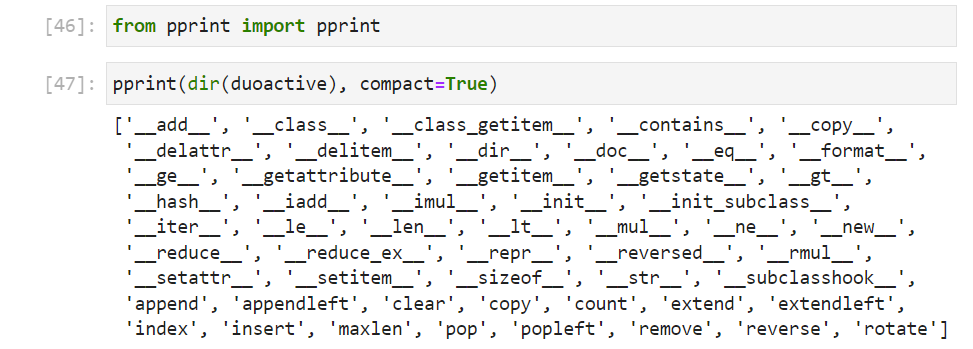 [46]: from pprint import pprint
[47]: pprint(dir(duoactive), compact=True)
['__add__', '__class__', '__class_getitem__', '__contains__', '__copy__',
'__delattr__', '__delitem__', '__dir__', '__doc__', '__eq__', '__format__',
'__ge__', '__getattribute__', '__getitem__', '__getstate__', '__gt__',
'__hash__', '__iadd__', '__imul__', '__init__', '__init_subclass__',
'__iter__', '__le__', '__len__', '__lt__', '__mul__', '__ne__', '__new__',
'__reduce__', '__reduce_ex__', '__repr__', '__reversed__', '__rmul__',
'__setattr__', '__setitem__', '__sizeof__', '__str__', '__subclasshook__',
'append', 'appendleft', 'clear', 'copy', 'count', 'extend', 'extendleft',
'index', 'insert', 'maxlen', 'pop', 'popleft', 'remove', 'reverse', 'rotate']